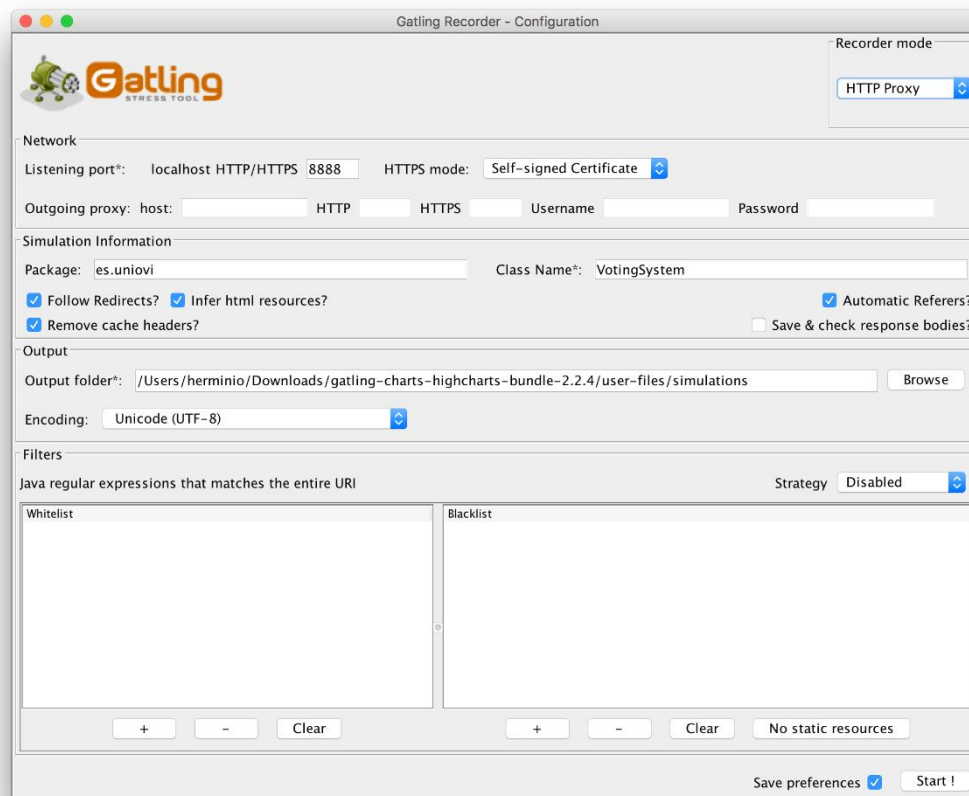 Gatling Recorder - Configuration
Gatling
STRESS TOOL
Recorder mode
HTTP Proxy
Network
Listening port*: localhost HTTP/HTTPS 8888 HTTPS mode: Self-signed Certificate
Outgoing proxy: host: HTTP HTTPS Username Password
Simulation Information
Package: es.uniovi Class Name*: VotingSystem
Follow Redirects? Infer html resources? Automatic Referers?
Remove cache headers? Save & check response bodies?
Output
Output folder*: /Users/herminio/Downloads/gatling-charts-highcharts-bundle-2.2.4/user-files/simulations Browse
Encoding: Unicode (UTF-8)
Filters
Java regular expressions that matches the entire URI Strategy Disabled
Whitelist Blacklist
+ - Clear + - Clear No static resources
Save preferences Start !